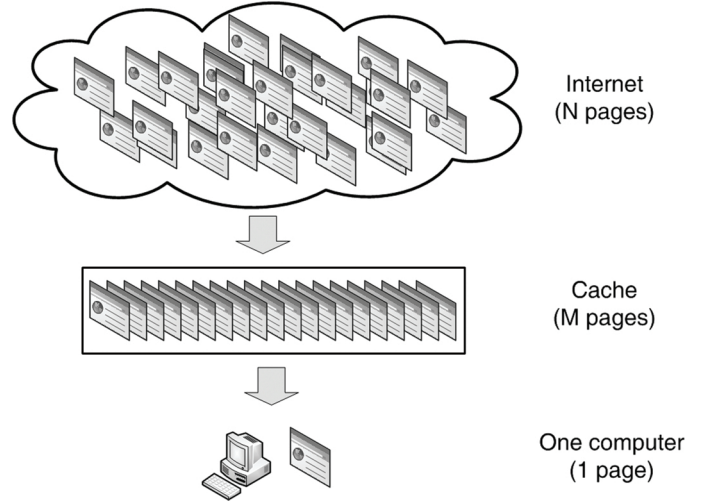 Internet
(N pages)
Cache
(M pages)
One computer
(1 page)